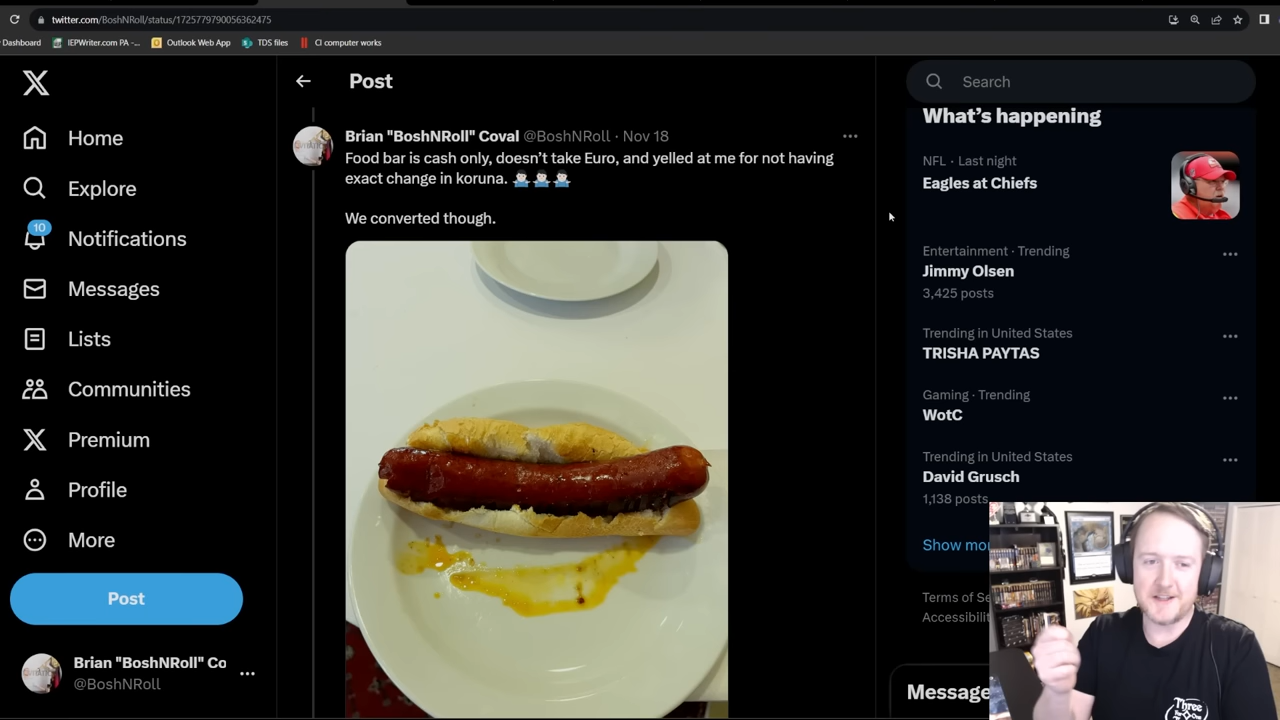 twitter.com/BoshNRoll/status/1725779790056362475
Dashboard
IEPWriter.com PA -...
Outlook Web App
TDS files
CI computer works
Home
Explore
10
Notifications
Messages
Lists
Communities
Premium
Profile
More
Post
Brian "BoshNRoll" Co
@BoshNRoll
Post
Brian "BoshNRoll" Coval @BoshNRoll · Nov 18
Food bar is cash only, doesn't take Euro, and yelled at me for not having
exact change in koruna.
We converted though.
Search
What's happening
NFL · Last night
Eagles at Chiefs
Entertainment · Trending
Jimmy Olsen
3,425 posts
Trending in United States
TRISHA PAYTAS
Gaming · Trending
WotC
Trending in United States
David Grusch
1,138 posts
Show mo
Terms of Se
Accessibili
Message
Three